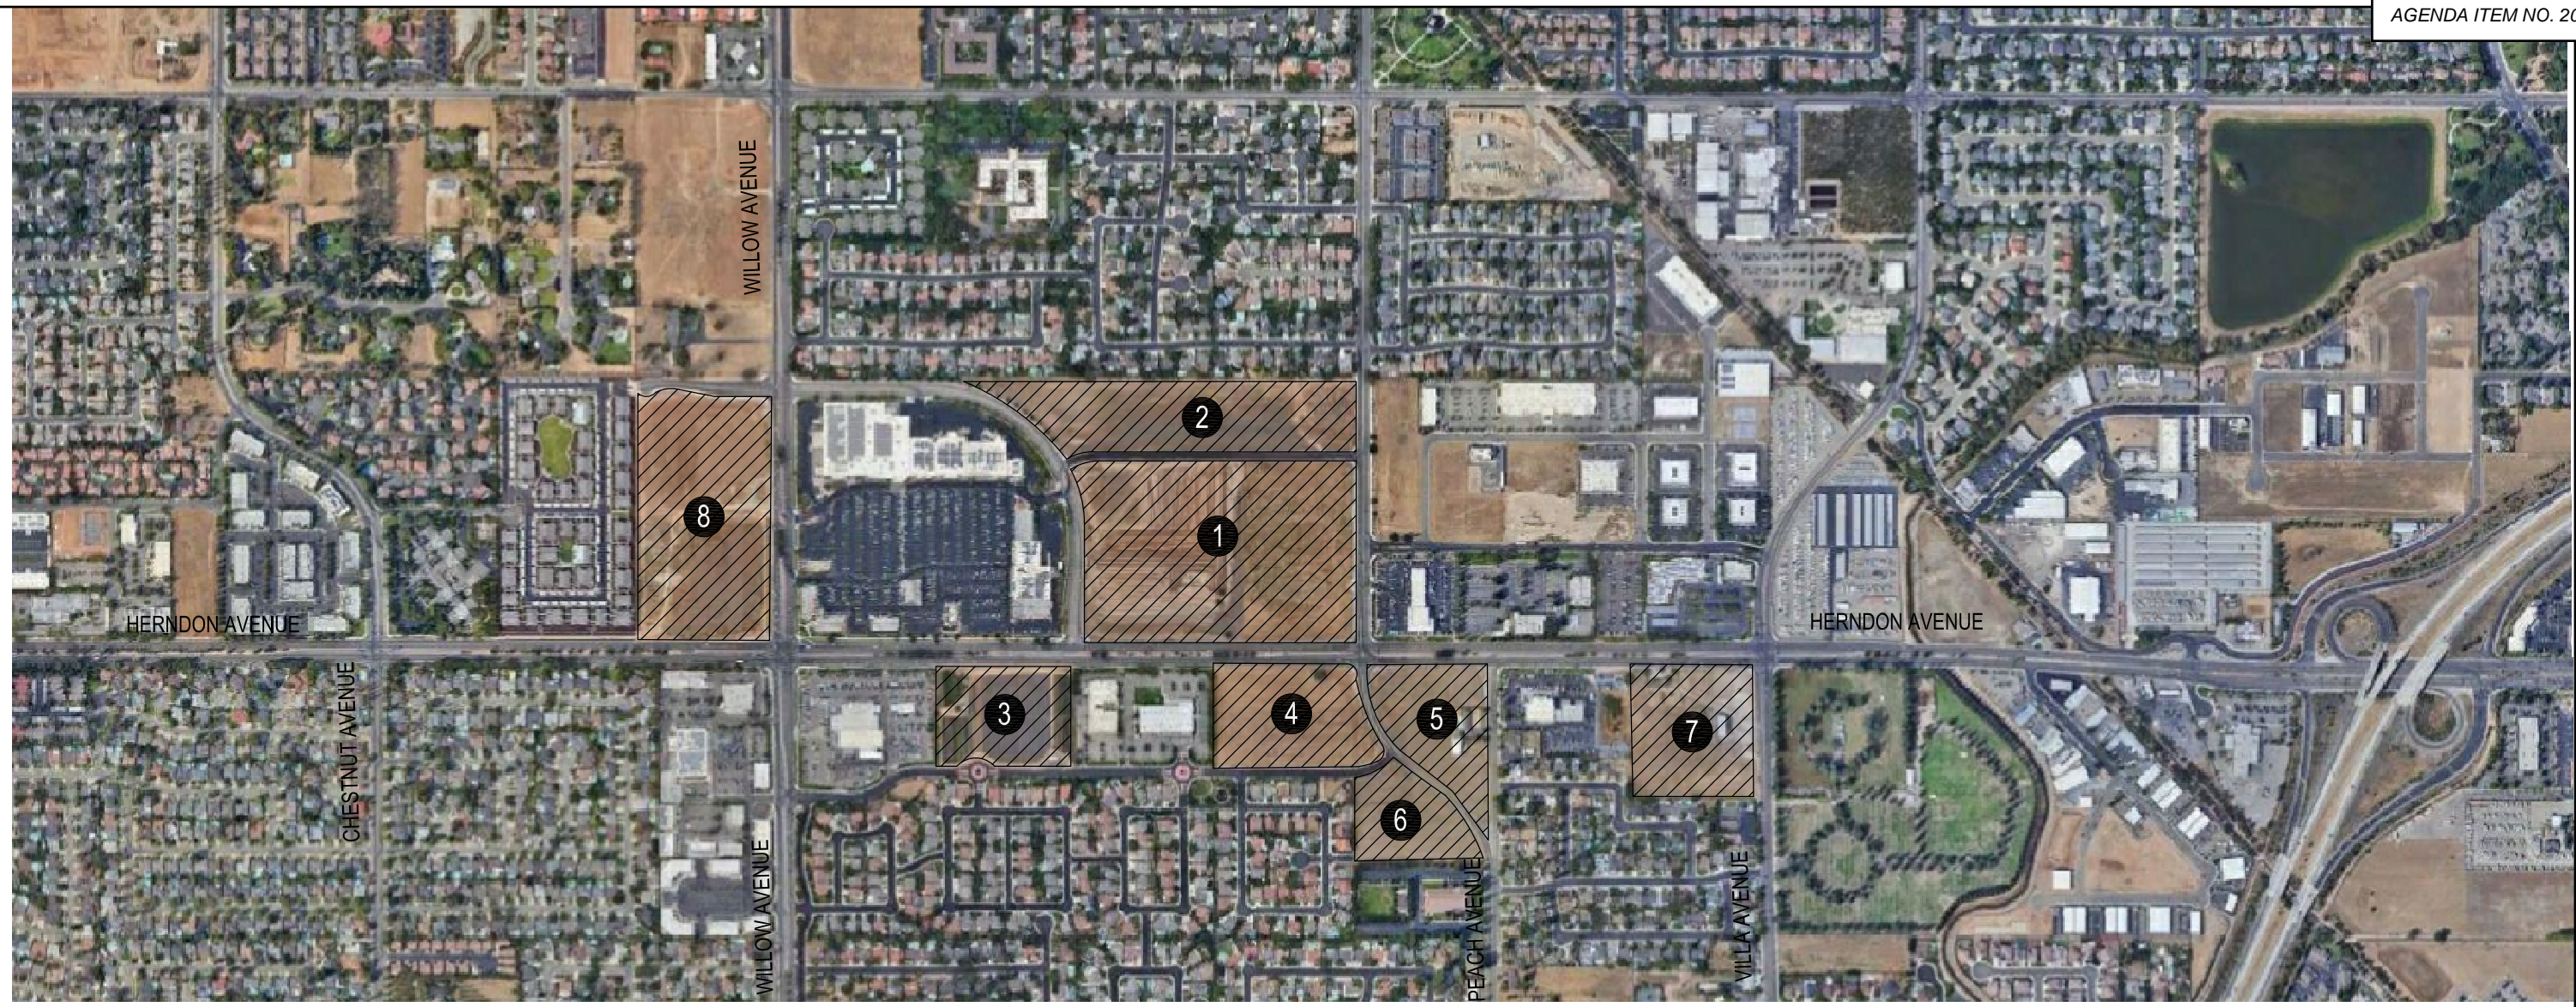 AGENDA ITEM NO. 20
WILLOW AVENUE
2
8
1
HERNDON AVENUE
HERNDON AVENUE
3
4
5
7
CHESTNUT AVENUE
6
WILLOW AVENUE
PEACH AVENUE
VILLA AVENUE